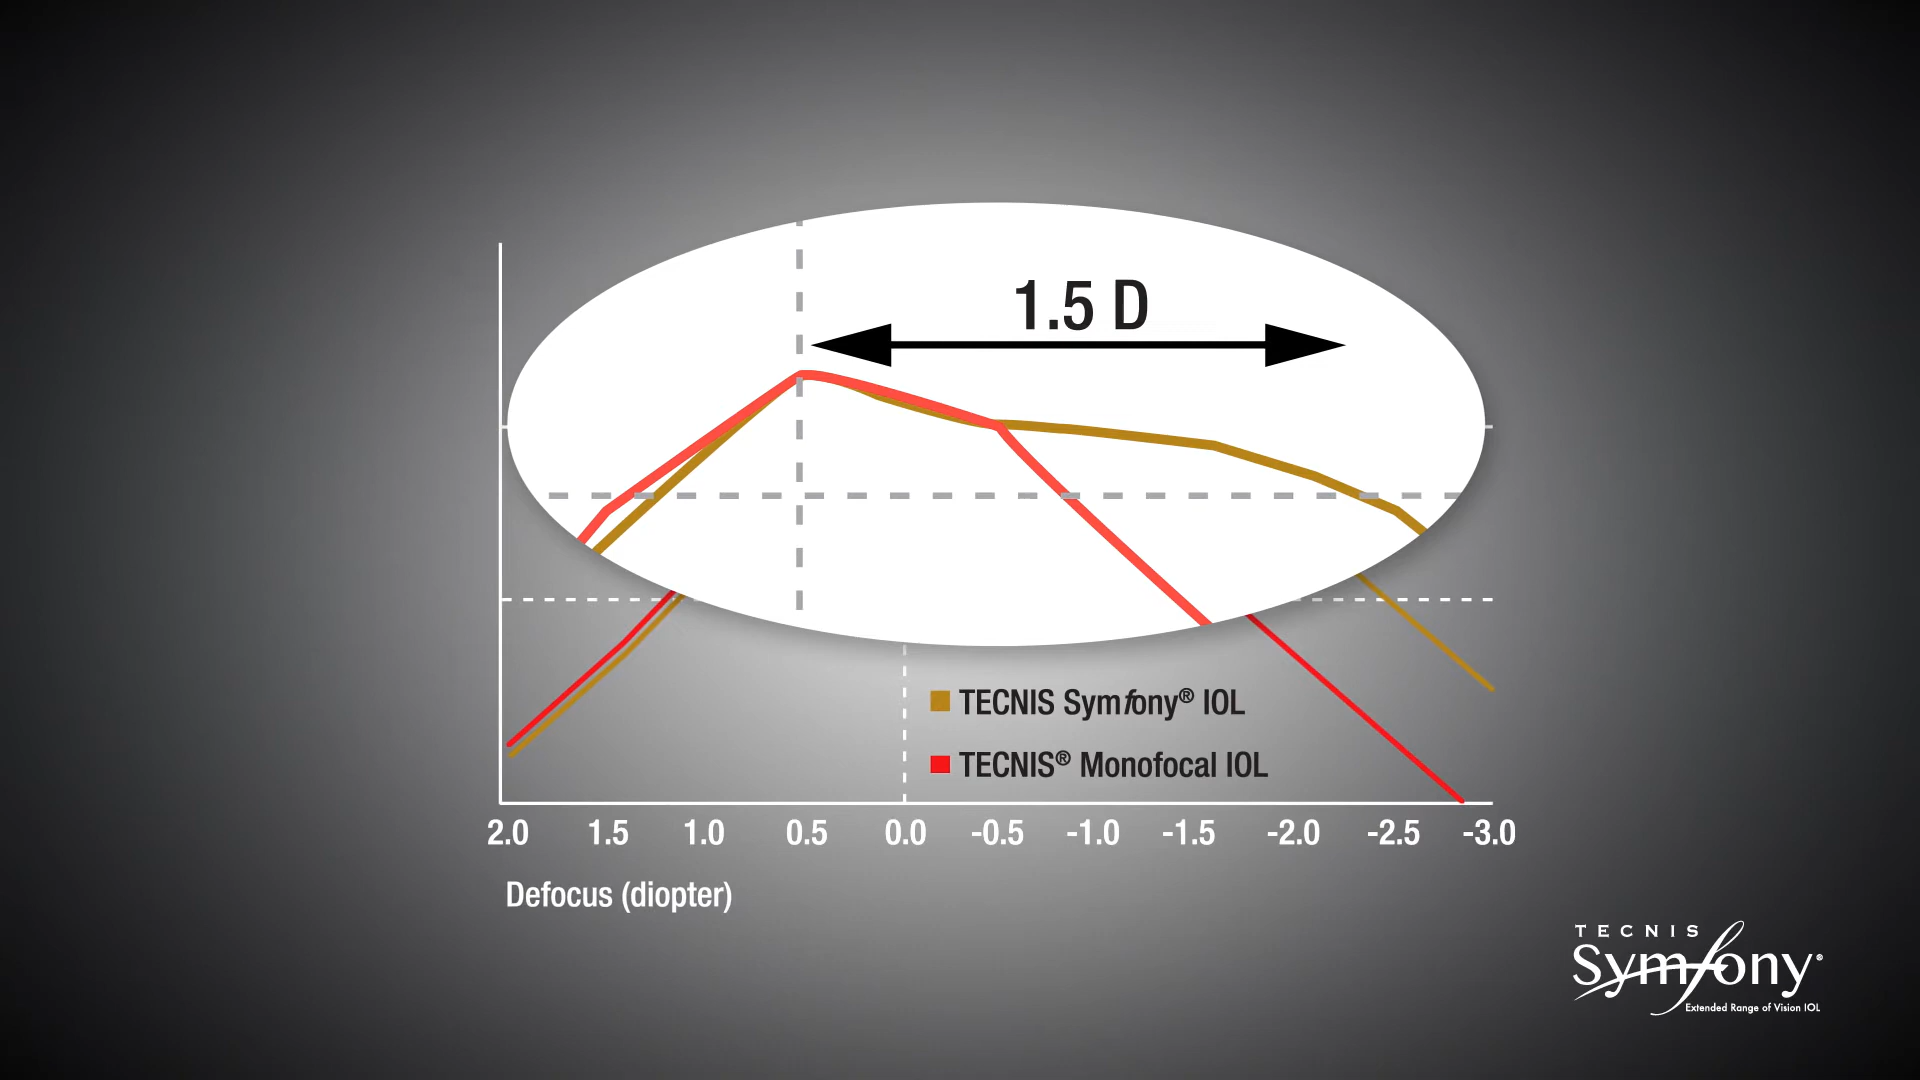 1.5 D
TECNIS Symfony® IOL
TECNIS® Monofocal IOL
2.0 1.5 1.0 0.5 0.0 -0.5 -1.0 -1.5 -2.0 -2.5 -3.0
Defocus (diopter)
TECNIS
Symfony®
Extended Range of Vision IOL